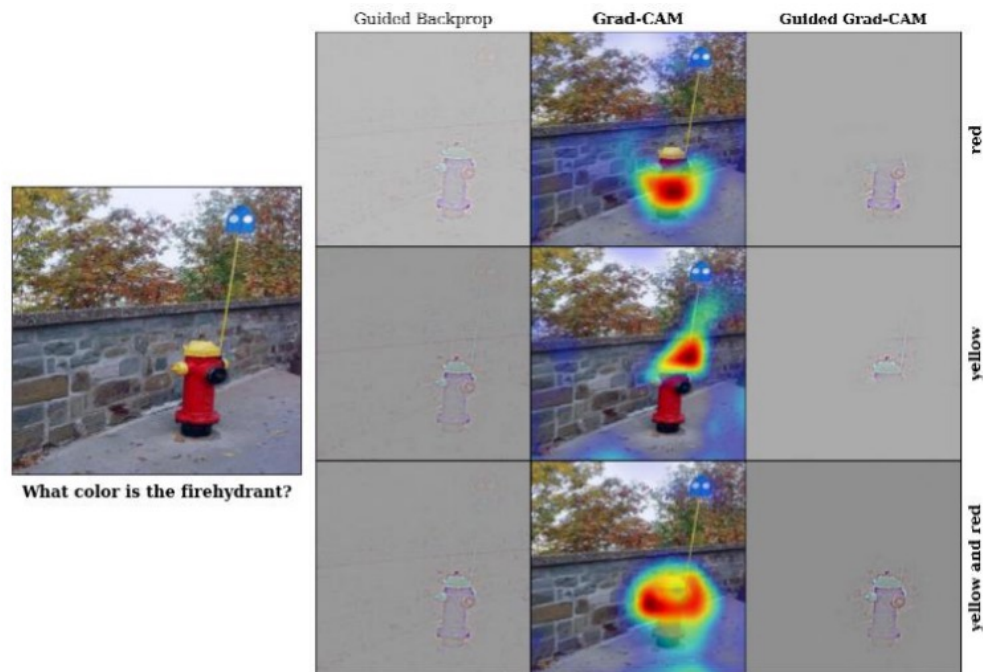 Guided Backprop
Grad-CAM
Guided Grad-CAM
red
yellow
yellow and red
What color is the firehydrant?